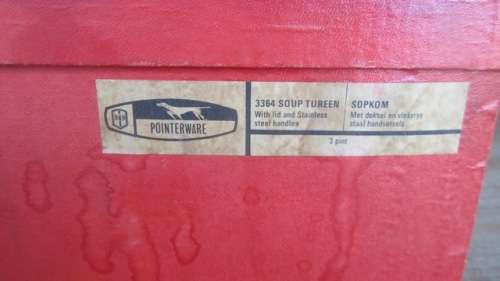 POINTERWARE
3364 SOUP TUREEN
With lid and Stainless
steel handles
SOPKOM
Met deksel en vlekvrye
staal handvatsels
3 pint